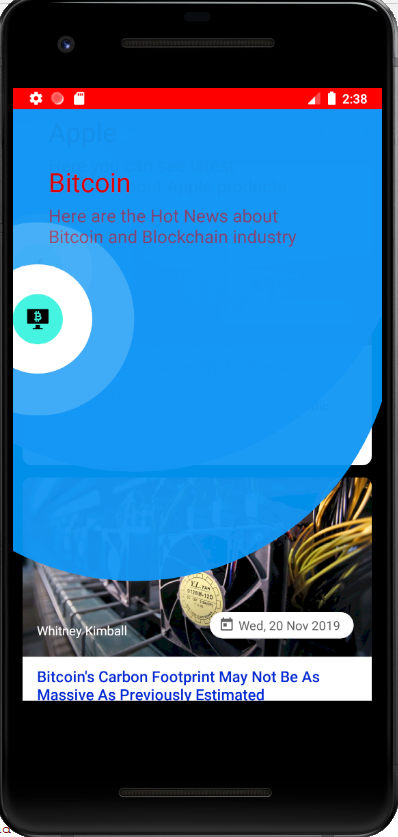 2:38
Apple
Bitcoin
Here are the Hot News about
Bitcoin and Blockchain industry
Whitney Kimball
Wed, 20 Nov 2019
Bitcoin's Carbon Footprint May Not Be As
Massive As Previously Estimated